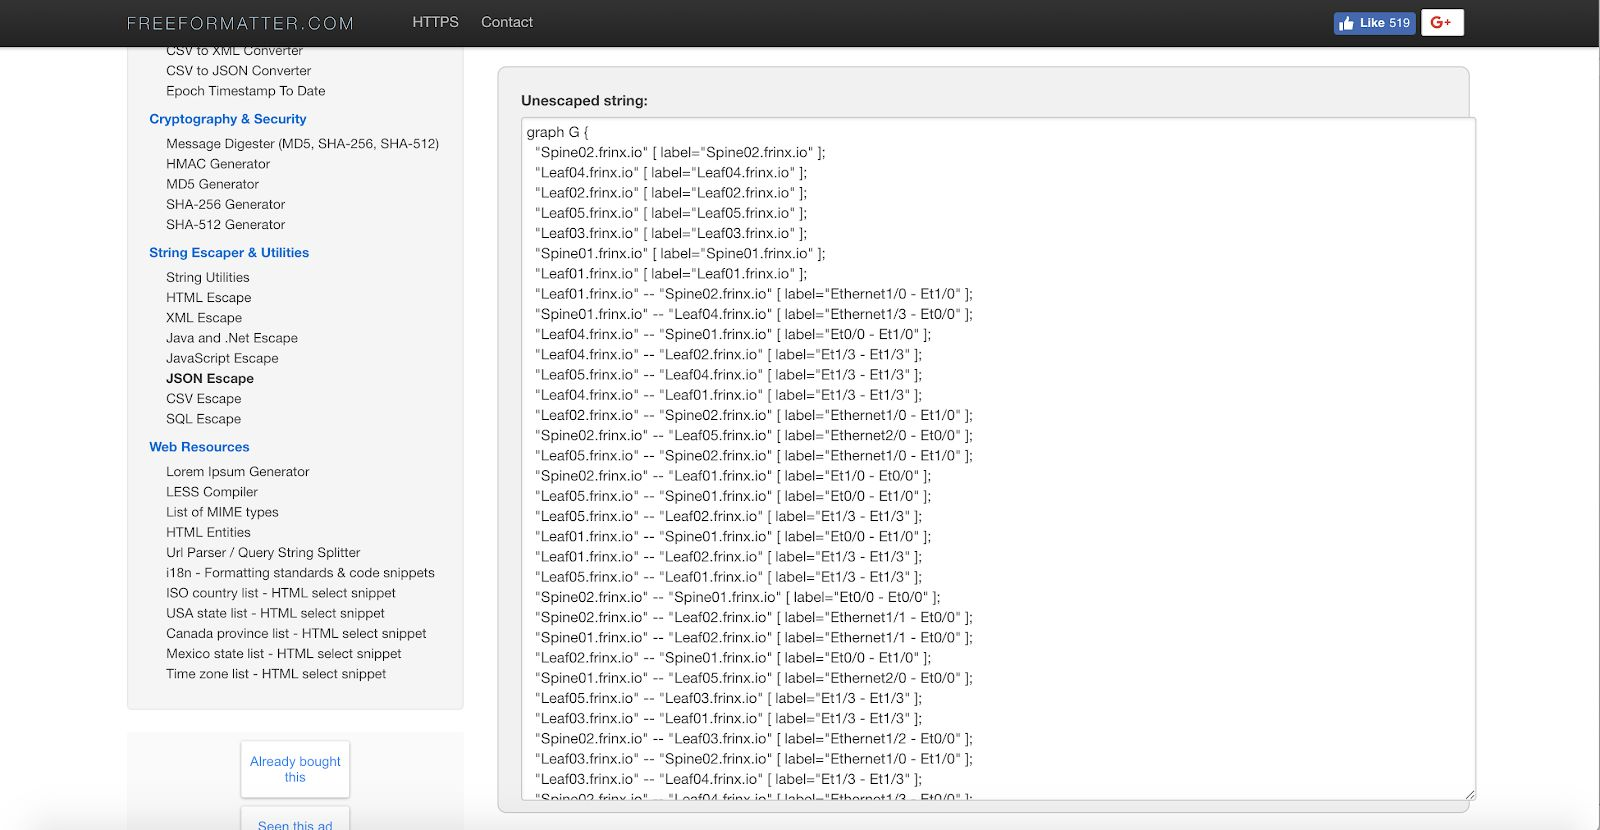 FREEFORMATTER.COM HTTPS Contact Like 519 G+
CSV to XML Converter
CSV to JSON Converter
Epoch Timestamp To Date
Cryptography & Security
Message Digester (MD5, SHA-256, SHA-512)
HMAC Generator
MD5 Generator
SHA-256 Generator
SHA-512 Generator
String Escaper & Utilities
String Utilities
HTML Escape
XML Escape
Java and .Net Escape
JavaScript Escape
JSON Escape
CSV Escape
SQL Escape
Web Resources
Lorem Ipsum Generator
LESS Compiler
List of MIME types
HTML Entities
Url Parser / Query String Splitter
i18n - Formatting standards & code snippets
ISO country list - HTML select snippet
USA state list - HTML select snippet
Canada province list - HTML select snippet
Mexico state list - HTML select snippet
Time zone list - HTML select snippet
Already bought
this
Seen this ad
Unescaped string:
graph G {
"Spine02.frinx.io" [ label="Spine02.frinx.io" ];
"Leaf04.frinx.io" [ label="Leaf04.frinx.io" ];
"Leaf02.frinx.io" [ label="Leaf02.frinx.io" ];
"Leaf05.frinx.io" [ label="Leaf05.frinx.io" ];
"Leaf03.frinx.io" [ label="Leaf03.frinx.io" ];
"Spine01.frinx.io" [ label="Spine01.frinx.io" ];
"Leaf01.frinx.io" [ label="Leaf01.frinx.io" ];
"Leaf01.frinx.io" -- "Spine02.frinx.io" [ label="Ethernet1/0 - Et1/0" ];
"Spine01.frinx.io" -- "Leaf04.frinx.io" [ label="Ethernet1/3 - Et0/0" ];
"Leaf04.frinx.io" -- "Spine01.frinx.io" [ label="Et0/0 - Et1/0" ];
"Leaf04.frinx.io" -- "Leaf02.frinx.io" [ label="Et1/3 - Et1/3" ];
"Leaf05.frinx.io" -- "Leaf04.frinx.io" [ label="Et1/3 - Et1/3" ];
"Leaf04.frinx.io" -- "Leaf01.frinx.io" [ label="Et1/3 - Et1/3" ];
"Leaf02.frinx.io" -- "Spine02.frinx.io" [ label="Ethernet1/0 - Et1/0" ];
"Spine02.frinx.io" -- "Leaf05.frinx.io" [ label="Ethernet2/0 - Et0/0" ];
"Leaf05.frinx.io" -- "Spine02.frinx.io" [ label="Ethernet1/0 - Et1/0" ];
"Spine02.frinx.io" -- "Leaf01.frinx.io" [ label="Et1/0 - Et0/0" ];
"Leaf05.frinx.io" -- "Spine01.frinx.io" [ label="Et0/0 - Et1/0" ];
"Leaf05.frinx.io" -- "Leaf02.frinx.io" [ label="Et1/3 - Et1/3" ];
"Leaf01.frinx.io" -- "Spine01.frinx.io" [ label="Et0/0 - Et1/0" ];
"Leaf01.frinx.io" -- "Leaf02.frinx.io" [ label="Et1/3 - Et1/3" ];
"Leaf05.frinx.io" -- "Leaf01.frinx.io" [ label="Et1/3 - Et1/3" ];
"Spine02.frinx.io" -- "Spine01.frinx.io" [ label="Et0/0 - Et0/0" ];
"Spine02.frinx.io" -- "Leaf02.frinx.io" [ label="Ethernet1/1 - Et0/0" ];
"Spine01.frinx.io" -- "Leaf02.frinx.io" [ label="Ethernet1/1 - Et0/0" ];
"Leaf02.frinx.io" -- "Spine01.frinx.io" [ label="Et0/0 - Et1/0" ];
"Spine01.frinx.io" -- "Leaf05.frinx.io" [ label="Ethernet2/0 - Et0/0" ];
"Leaf05.frinx.io" -- "Leaf03.frinx.io" [ label="Et1/3 - Et1/3" ];
"Leaf03.frinx.io" -- "Leaf01.frinx.io" [ label="Et1/3 - Et1/3" ];
"Spine02.frinx.io" -- "Leaf03.frinx.io" [ label="Ethernet1/2 - Et0/0" ];
"Leaf03.frinx.io" -- "Spine02.frinx.io" [ label="Ethernet1/0 - Et1/0" ];
"Leaf03.frinx.io" -- "Leaf04.frinx.io" [ label="Et1/3 - Et1/3" ];
"Spine02.frinx.io" -- "Leaf04.frinx.io" [ label="Ethernet1/3 - Et0/0" ];